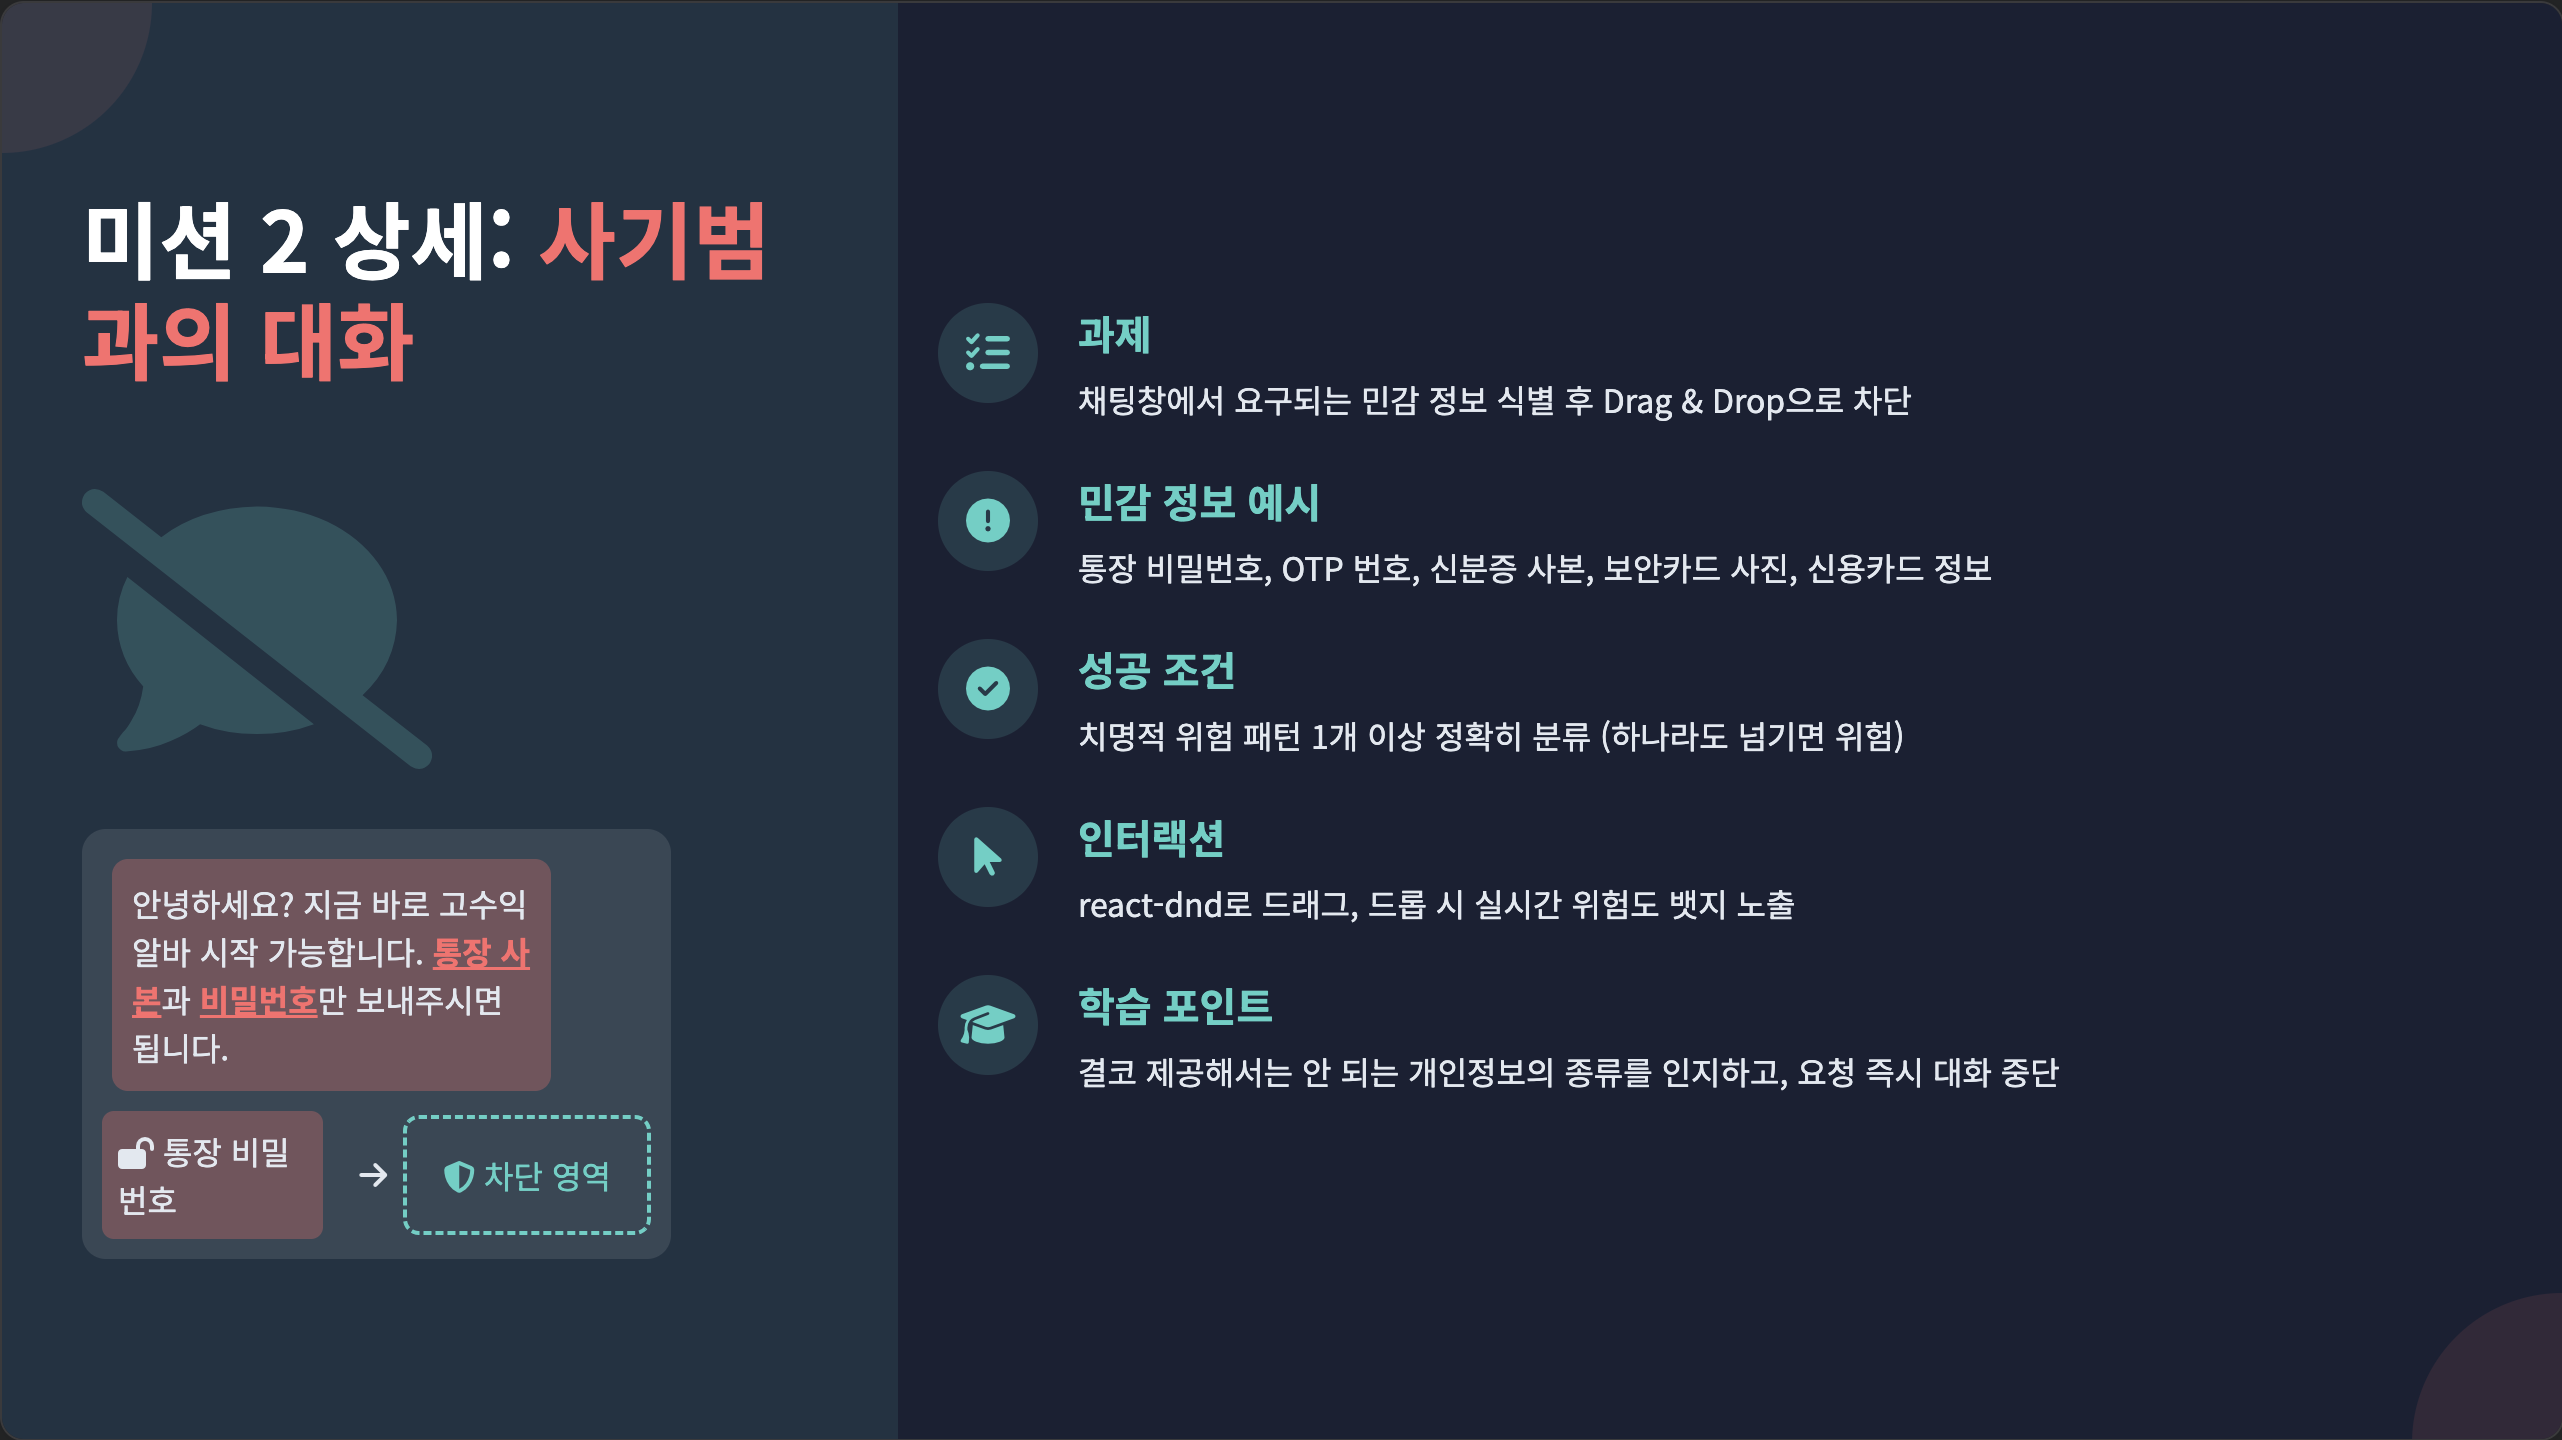 미션 2 상세: 사기범
과의 대화
안녕하세요? 지금 바로 고수익
알바 시작 가능합니다. 통장 사
본과 비밀번호만 보내주시면
됩니다.
통장 비밀
번호
차단 영역
과제
채팅창에서 요구되는 민감 정보 식별 후 Drag & Drop으로 차단
민감 정보 예시
통장 비밀번호, OTP 번호, 신분증 사본, 보안카드 사진, 신용카드 정보
성공 조건
치명적 위험 패턴 1개 이상 정확히 분류 (하나라도 넘기면 위험)
인터랙션
react-dnd로 드래그, 드롭 시 실시간 위험도 뱃지 노출
학습 포인트
결코 제공해서는 안 되는 개인정보의 종류를 인지하고, 요청 즉시 대화 중단